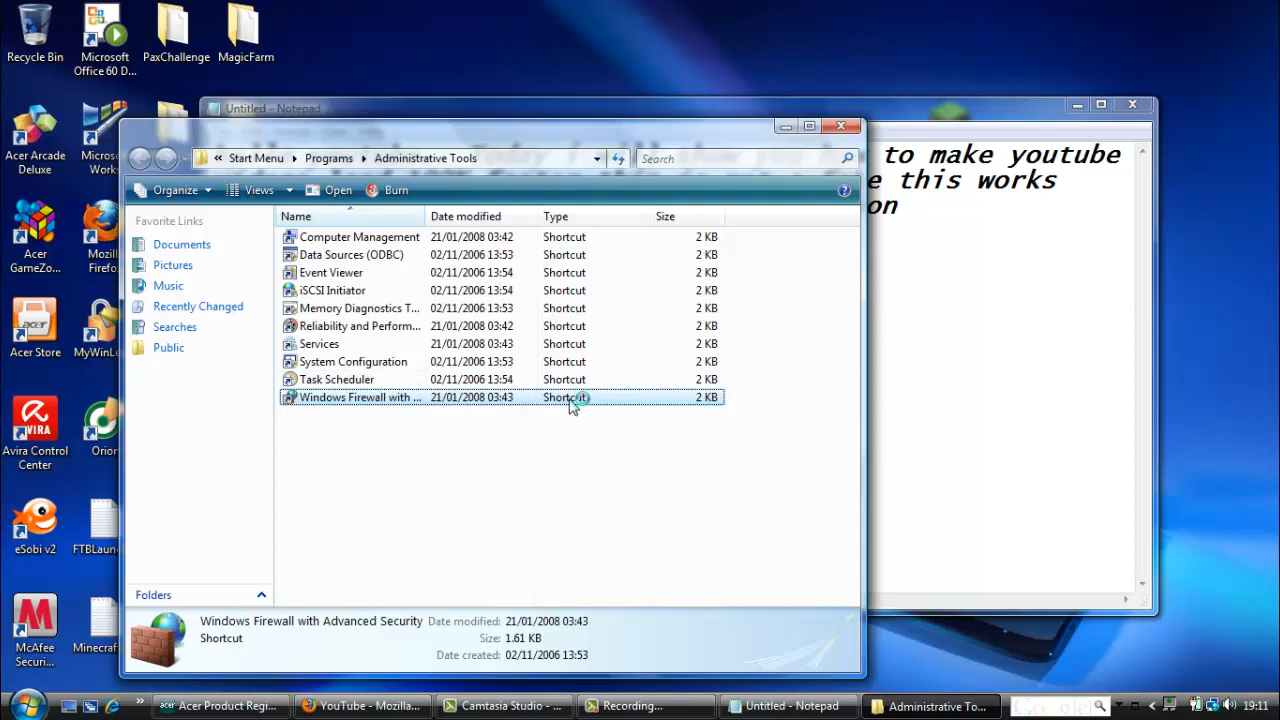 Recycle Bin
Microsoft
Office 60 D...
PaxChallenge
MagicFarm
Acer Arcade
Deluxe
Microso
Work
Acer
GameZo...
Mozil
Firefo
Acer Store
MyWinLo
Avira Control
Center
Orion
eSobi v2
FTBLaun
McAfee
Securi...
Minecraf
Untitled - Notepad
to make youtube
this works
on
Start Menu
Programs
Administrative Tools
Search
Organize
Views
Open
Burn
Favorite Links
Documents
Pictures
Music
Recently Changed
Searches
Public
Folders
Name Date modified Type Size
Computer Management 21/01/2008 03:42 Shortcut 2 KB
Data Sources (ODBC) 02/11/2006 13:53 Shortcut 2 KB
Event Viewer 02/11/2006 13:54 Shortcut 2 KB
iSCSI Initiator 02/11/2006 13:54 Shortcut 2 KB
Memory Diagnostics T... 02/11/2006 13:53 Shortcut 2 KB
Reliability and Perform... 21/01/2008 03:42 Shortcut 2 KB
Services 21/01/2008 03:43 Shortcut 2 KB
System Configuration 02/11/2006 13:53 Shortcut 2 KB
Task Scheduler 02/11/2006 13:54 Shortcut 2 KB
Windows Firewall with ... 21/01/2008 03:43 Shortcut 2 KB
Windows Firewall with Advanced Security Date modified: 21/01/2008 03:43
Shortcut Size: 1.61 KB
Date created: 02/11/2006 13:53
Acer Product Regi...
YouTube - Mozilla...
Camtasia Studio - ...
Recording...
Untitled - Notepad
Administrative To...
Google
19:11